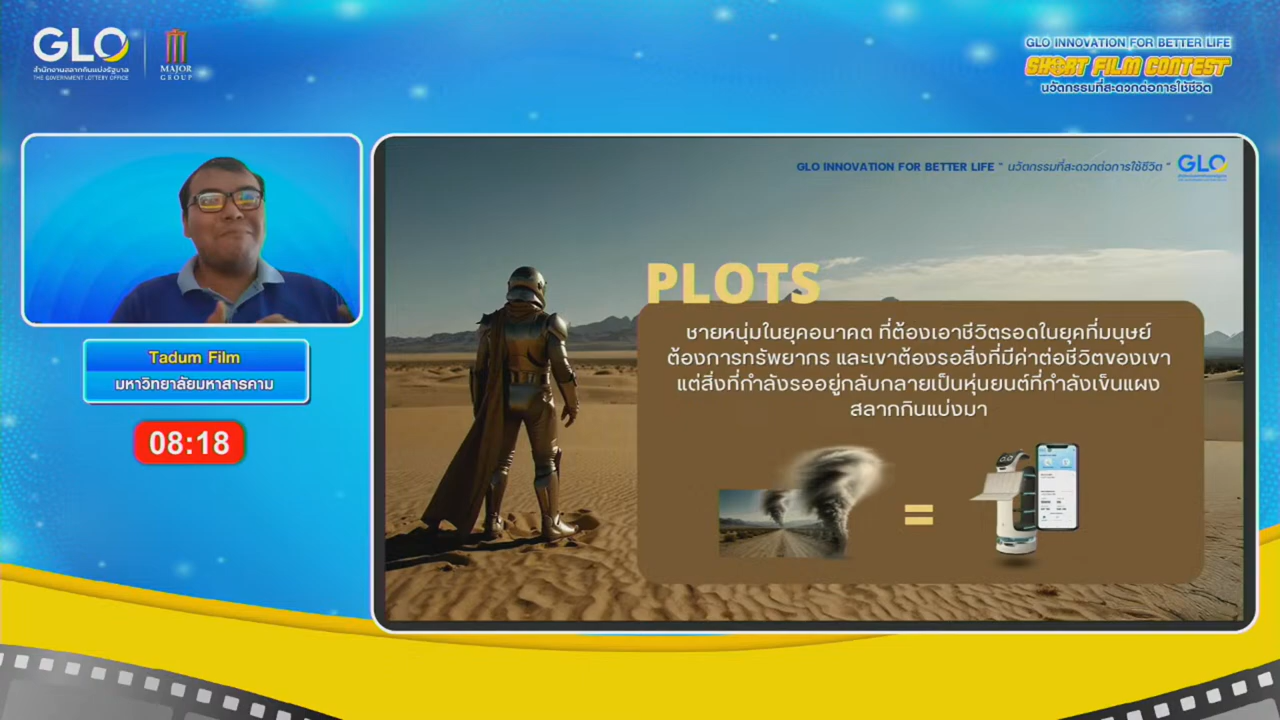 GLO
สำนักงานสลากกินแบ่งรัฐบาล
THE GOVERNMENT LOTTERY OFFICE
MAJOR
GROUP
GLO INNOVATION FOR BETTER LIFE
SHORT FILM CONTEST
นวัตกรรมที่สะดวกต่อการใช้ชีวิต
GLO INNOVATION FOR BETTER LIFE " นวัตกรรมที่สะดวกต่อการใช้ชีวิต "
GLO
PLOTS
ชายหนุ่มในยุคอนาคต ที่ต้องเอาชีวิตรอดในยุคที่มนุษย์
ต้องการทรัพยากร และเขาต้องรอสิ่งที่มีค่าต่อชีวิตของเขา
แต่สิ่งที่กำลังรออยู่กลับกลายเป็นหุ่นยนต์ที่กำลังเข็นแผง
สลากกินแบ่งมา
=
Tadum Film
มหาวิทยาลัยมหาสารคาม
08:18